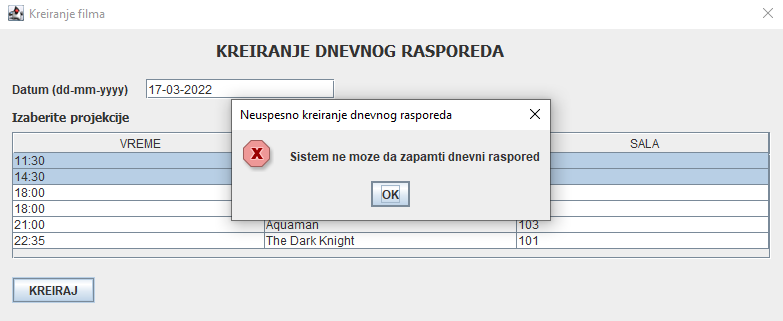 Kreiranje filma
KREIRANJE DNEVNOG RASPOREDA
Datum (dd-mm-yyyy) 17-03-2022
Izaberite projekcije
Neuspesno kreiranje dnevnog rasporeda
Sistem ne moze da zapamti dnevni raspored
OK
VREME SALA
11:30
14:30
18:00
18:00
21:00 Aquaman 103
22:35 The Dark Knight 101
KREIRAJ